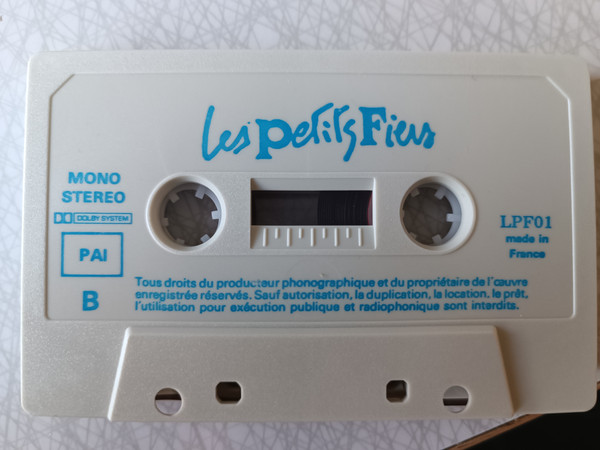 Les Petits Fiers
MONO
STEREO
DOLBY SYSTEM
PAI
B
LPF01
made in
France
Tous droits du producteur phonographique et du propriétaire de l'œuvre
enregistrée réservés. Sauf autorisation, la duplication, la location, le prêt,
l'utilisation pour exécution publique et radiophonique sont interdits.